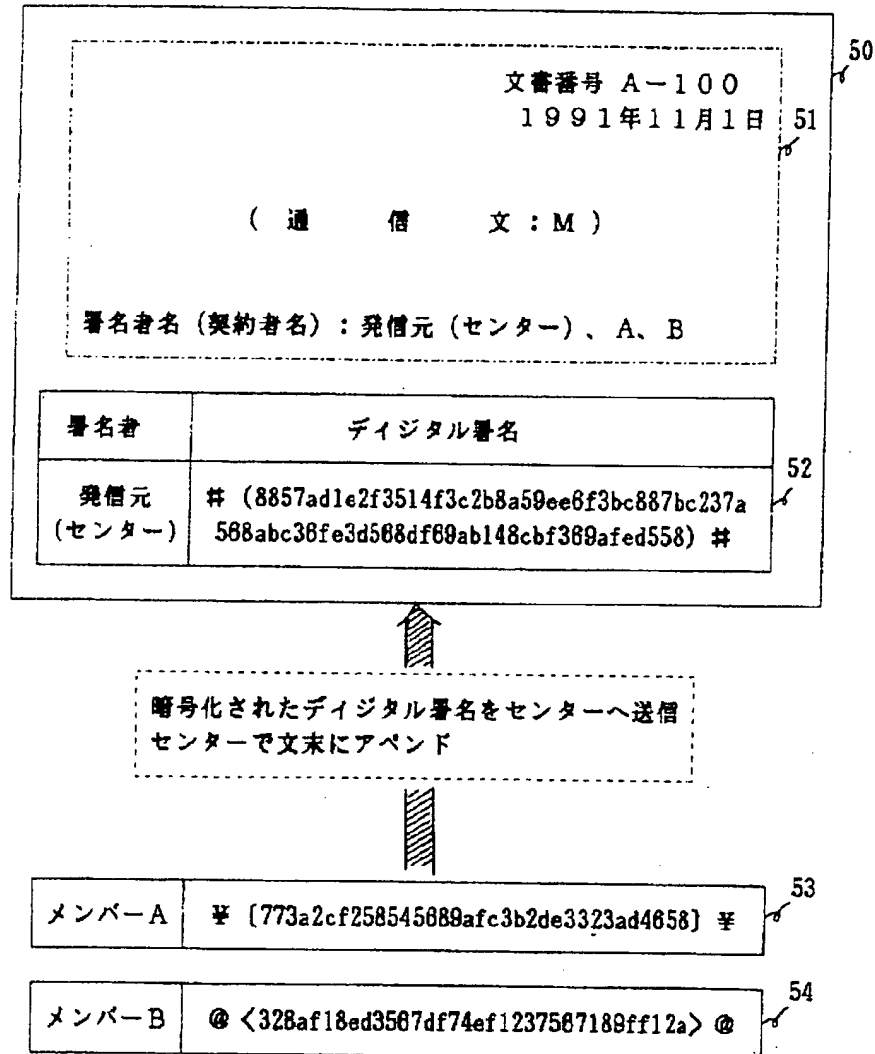 50
文書番号 A－100
1991年11月1日
51
（ 通 信 文：M ）
署名者名（契約者名）：発信元（センター）、A、B
署名者
ディジタル署名
52
発信元
（センター）
# (8857ad1e2f3514f3c2b8a59ee6f3bc887bc237a
568abc36fe3d568df69ab148cbf369afed558) #
暗号化されたディジタル署名をセンターへ送信
センターで文末にアペンド
53
メンバーA
¥ [773a2cf258545689afc3b2de3323ad4658] ¥
54
メンバーB
@ <328af18ed3567df74ef1237567189ff12a> @